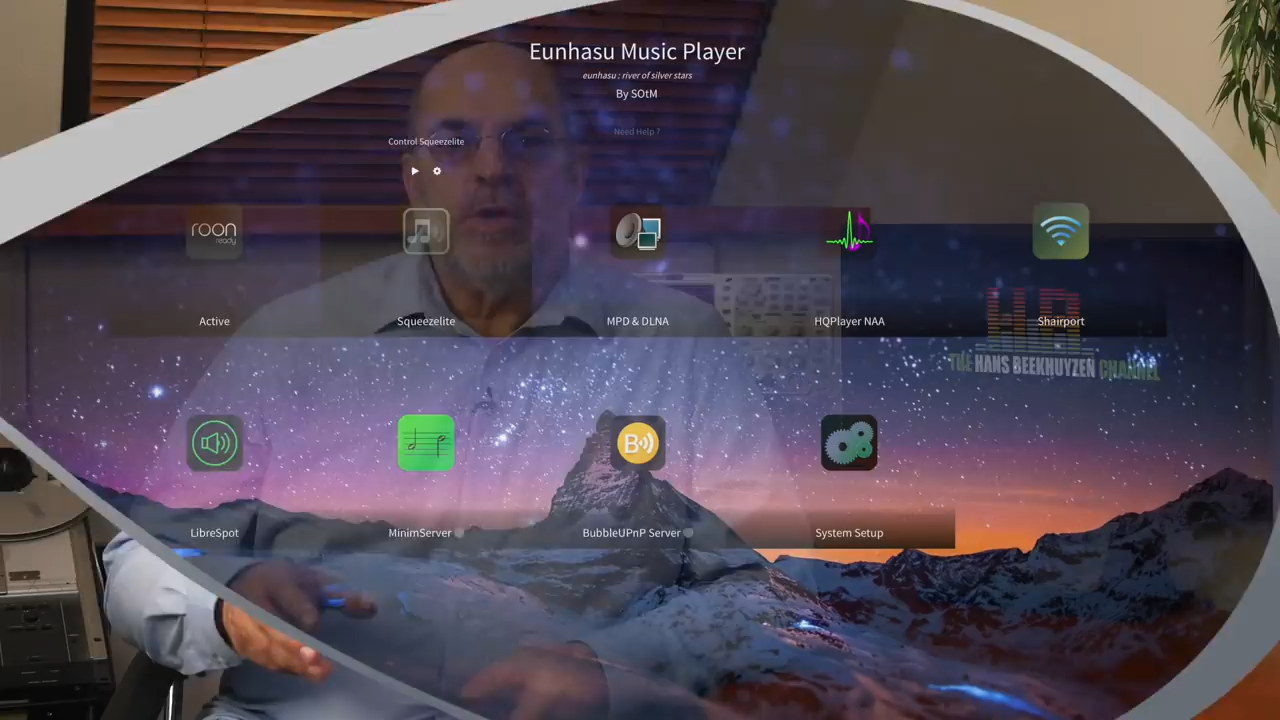 Eunhasu Music Player
eunhasu : river of silver stars
By SOtM
Need Help ?
Control Squeezelite
roon
ready
Active
Squeezelite
MPD & DLNA
HQPlayer NAA
Shairport
THE HANS BEEKHUYZEN CHANNEL
B
LibreSpot
MinimServer
BubbleUPnP Server
System Setup